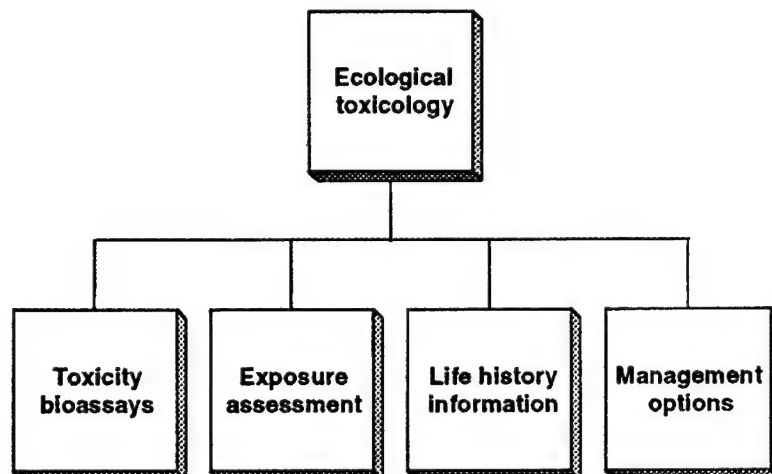 Ecological
toxicology
Toxicity
bioassays
Exposure
assessment
Life history
information
Management
options